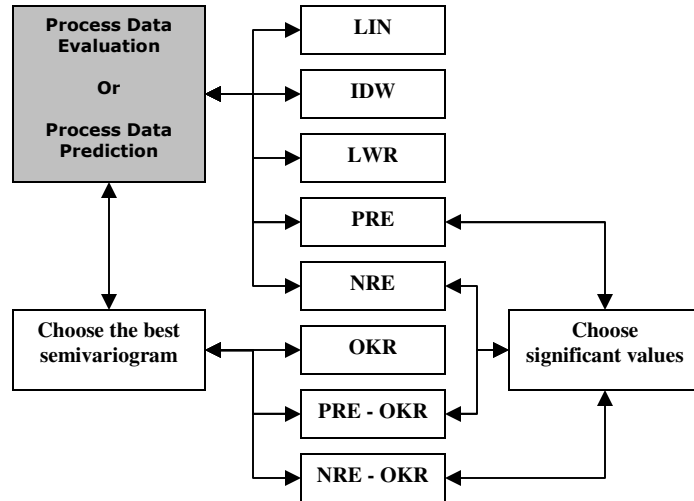 Process Data
Evaluation
Or
Process Data
Prediction
LIN
IDW
LWR
PRE
NRE
Choose the best
semivariogram
OKR
Choose
significant values
PRE - OKR
NRE - OKR